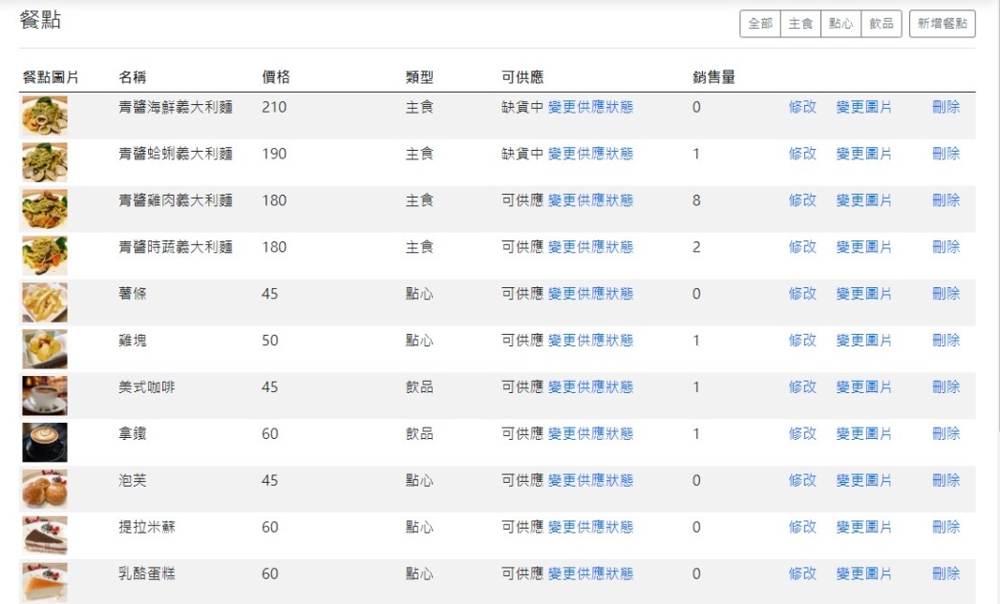 餐點
全部 主食 點心 飲品 新增餐點
餐點圖片 名稱 價格 類型 可供應 銷售量
青醬海鮮義大利麵 210 主食 缺貨中 變更供應狀態 0 修改 變更圖片 刪除
青醬蛤蜊義大利麵 190 主食 缺貨中 變更供應狀態 1 修改 變更圖片 刪除
青醬雞肉義大利麵 180 主食 可供應 變更供應狀態 8 修改 變更圖片 刪除
青醬時蔬義大利麵 180 主食 可供應 變更供應狀態 2 修改 變更圖片 刪除
薯條 45 點心 可供應 變更供應狀態 0 修改 變更圖片 刪除
雞塊 50 點心 可供應 變更供應狀態 1 修改 變更圖片 刪除
美式咖啡 45 飲品 可供應 變更供應狀態 1 修改 變更圖片 刪除
拿鐵 60 飲品 可供應 變更供應狀態 1 修改 變更圖片 刪除
泡芙 45 點心 可供應 變更供應狀態 0 修改 變更圖片 刪除
提拉米蘇 60 點心 可供應 變更供應狀態 0 修改 變更圖片 刪除
乳酪蛋糕 60 點心 可供應 變更供應狀態 0 修改 變更圖片 刪除